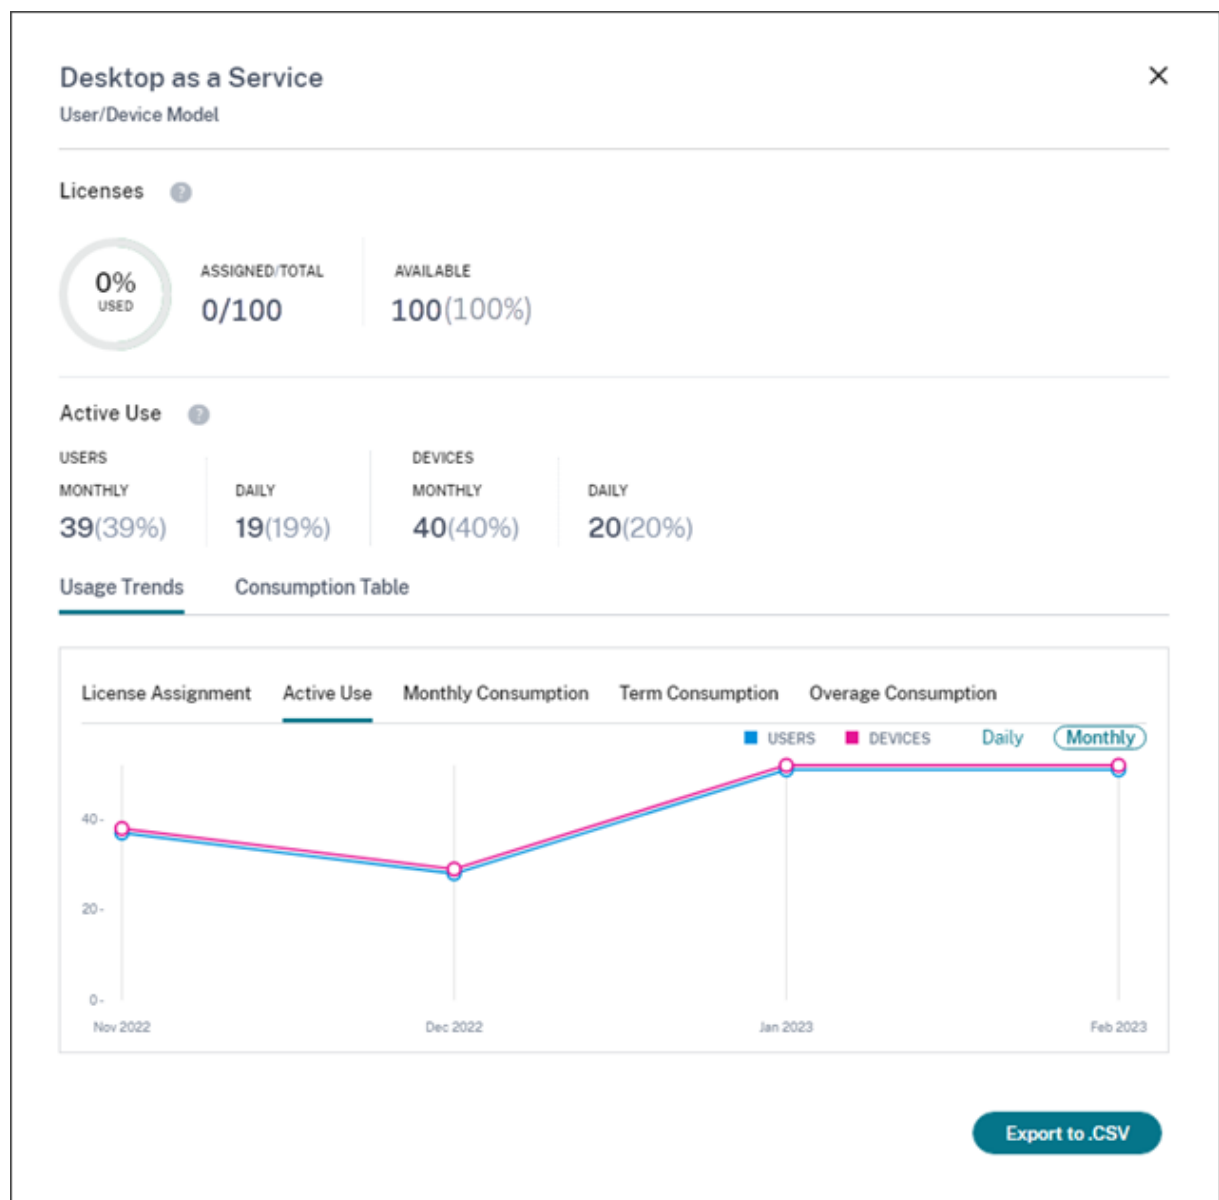 Desktop as a Service
User/Device Model
Licenses ?
0%
USED
ASSIGNED/TOTAL AVAILABLE
0/100 100(100%)
Active Use ?
USERS DEVICES
MONTHLY DAILY MONTHLY DAILY
39(39%) 19(19%) 40(40%) 20(20%)
Usage Trends Consumption Table
License Assignment Active Use Monthly Consumption Term Consumption Overage Consumption
USERS DEVICES Daily Monthly
40-
20-
0-
Nov 2022 Dec 2022 Jan 2023 Feb 2023
Export to .CSV